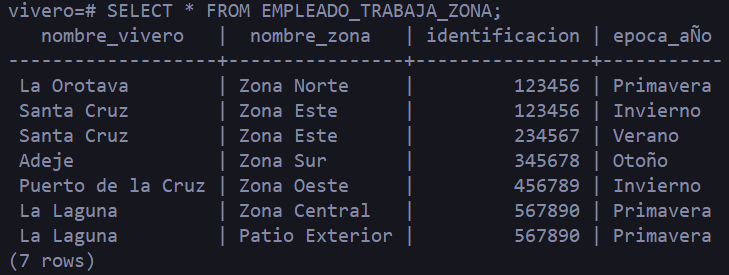 vivero=# SELECT * FROM EMPLEADO_TRABAJA_ZONA;
   nombre_vivero   |  nombre_zona   | identificacion | epoca_aÑo
-------------------+----------------+----------------+-----------
 La Orotava        | Zona Norte     |         123456 | Primavera
 Santa Cruz        | Zona Este      |         123456 | Invierno
 Santa Cruz        | Zona Este      |         234567 | Verano
 Adeje             | Zona Sur       |         345678 | Otoño
 Puerto de la Cruz | Zona Oeste     |         456789 | Invierno
 La Laguna         | Zona Central   |         567890 | Primavera
 La Laguna         | Patio Exterior |         567890 | Primavera
(7 rows)